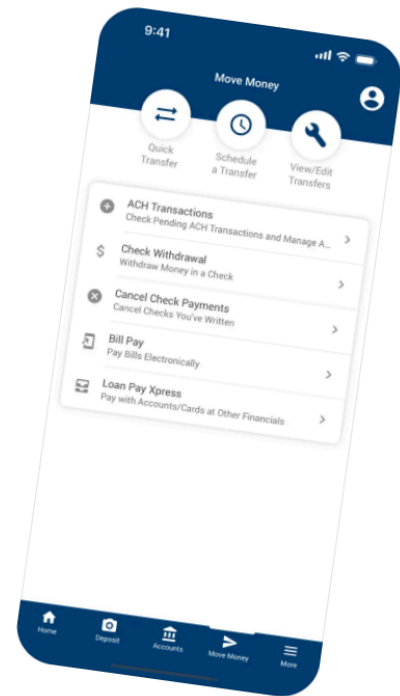 9:41
Move Money
Quick
Transfer
Schedule
a Transfer
View/Edit
Transfers
ACH Transactions
Check Pending ACH Transactions and Manage A...
Check Withdrawal
Withdraw Money in a Check
Cancel Check Payments
Cancel Checks You've Written
Bill Pay
Pay Bills Electronically
Loan Pay Xpress
Pay with Accounts/Cards at Other Financials
Home
Deposit
Accounts
Move Money
More